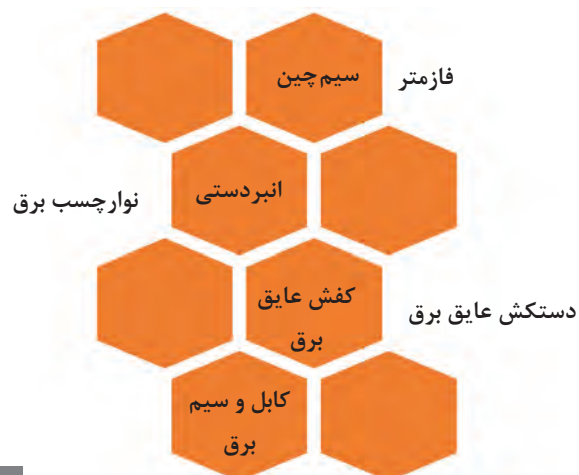 فازمتر
سیم‌چین
انبردستی
نوارچسب برق
دستکش عایق برق
کفش عایق
برق
کابل و سیم
برق